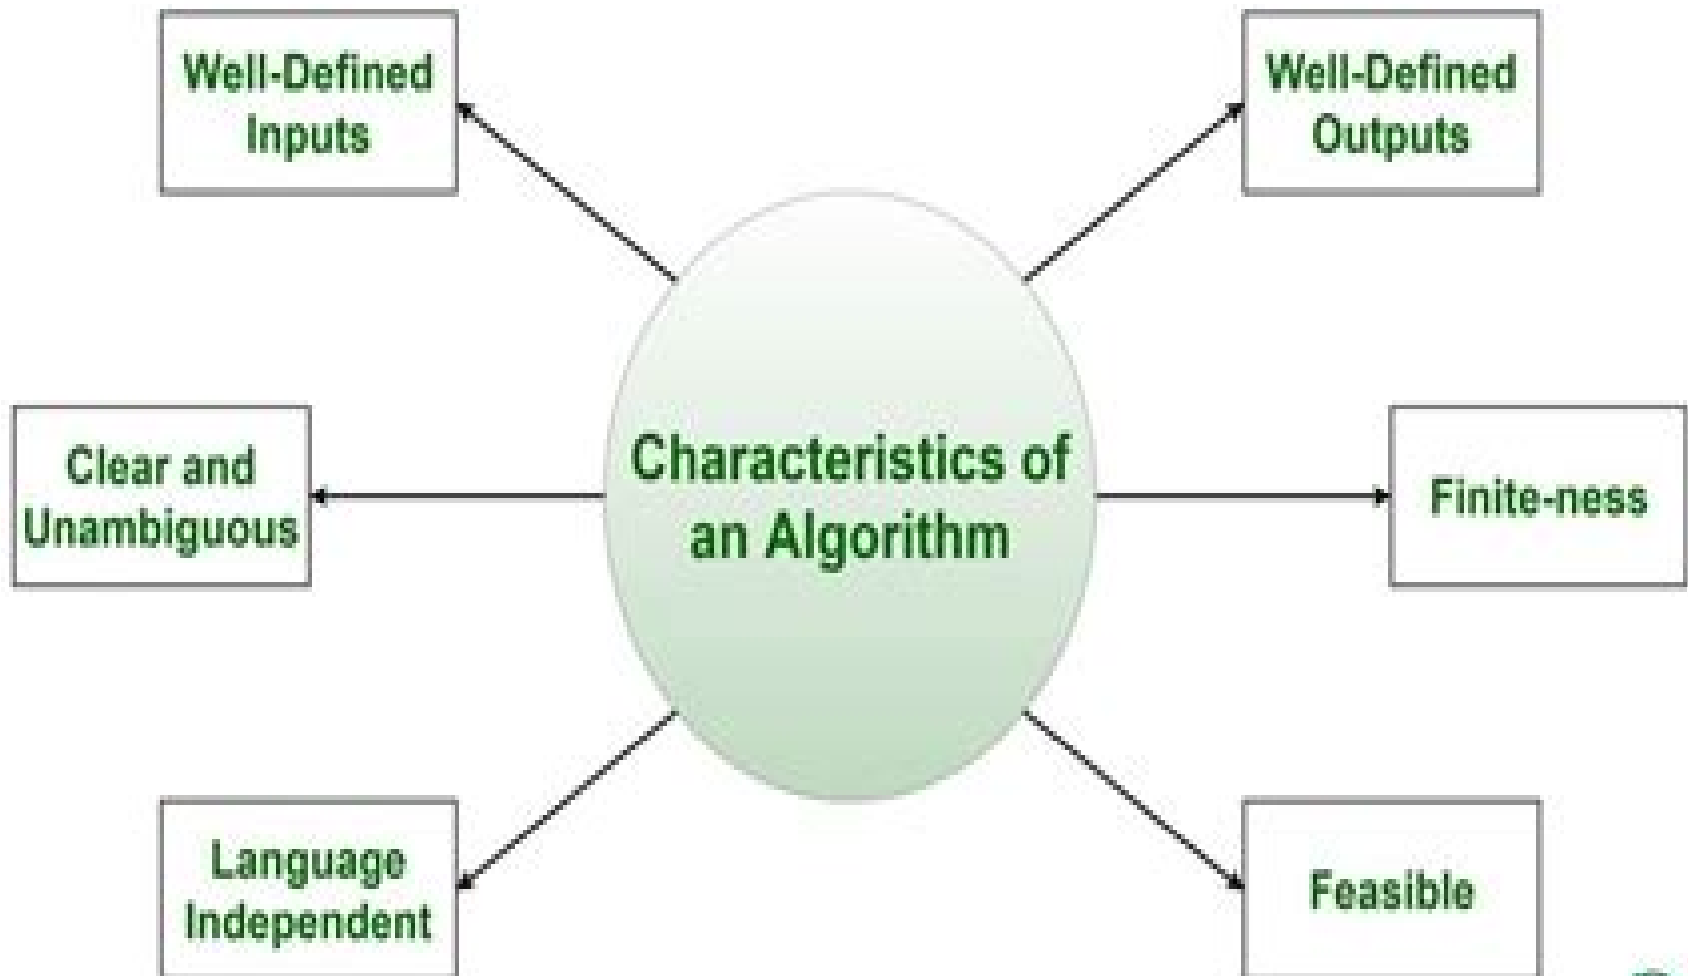 Well-Defined
Inputs
Well-Defined
Outputs
Clear and
Unambiguous
Characteristics of
an Algorithm
Finite-ness
Language
Independent
Feasible